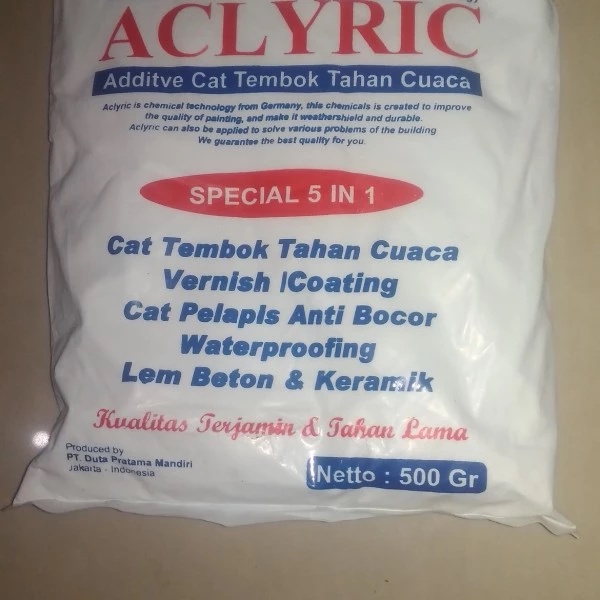 ACLYRIC
Additve Cat Tembok Tahan Cuaca
Aclyric is chemical technology from Germany, this chemicals is created to improve
the quality of painting, and make it weathershield and durable.
Aclyric can also be applied to solve various problems of the building
We guarantee the best quality for you.
SPECIAL 5 IN 1
Cat Tembok Tahan Cuaca
Vernish |Coating
Cat Pelapis Anti Bocor
Waterproofing
Lem Beton & Keramik
Kualitas Terjamin & Tahan Lama
Produced by
PT. Duta Pratama Mandiri
Jakarta - Indonesia
Netto : 500 Gr